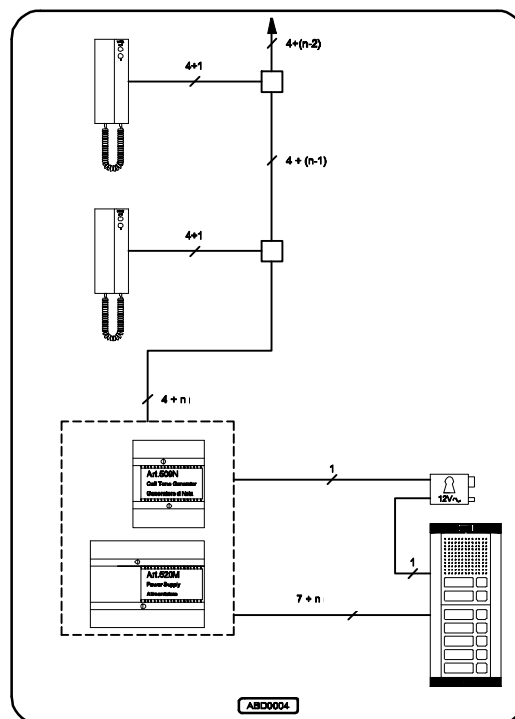 4+(n-2)
4+1
4 + (n-1)
4+1
4 + n
Art.509N
Call Tone Generator
Generatore di Nota
1
12V~
Art.520M
Power Supply
Alimentatore
1
7 + n
ABD0004